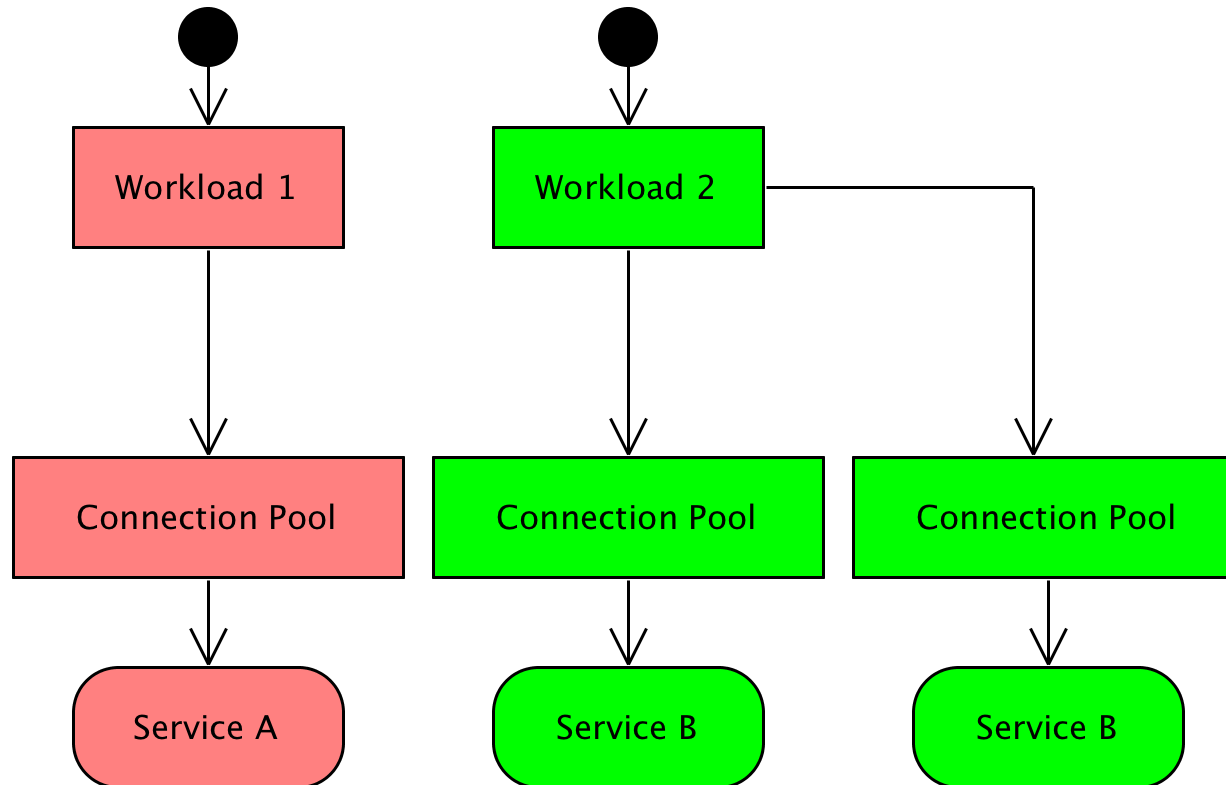 Workload 1
Workload 2
Connection Pool
Connection Pool
Connection Pool
Service A
Service B
Service B